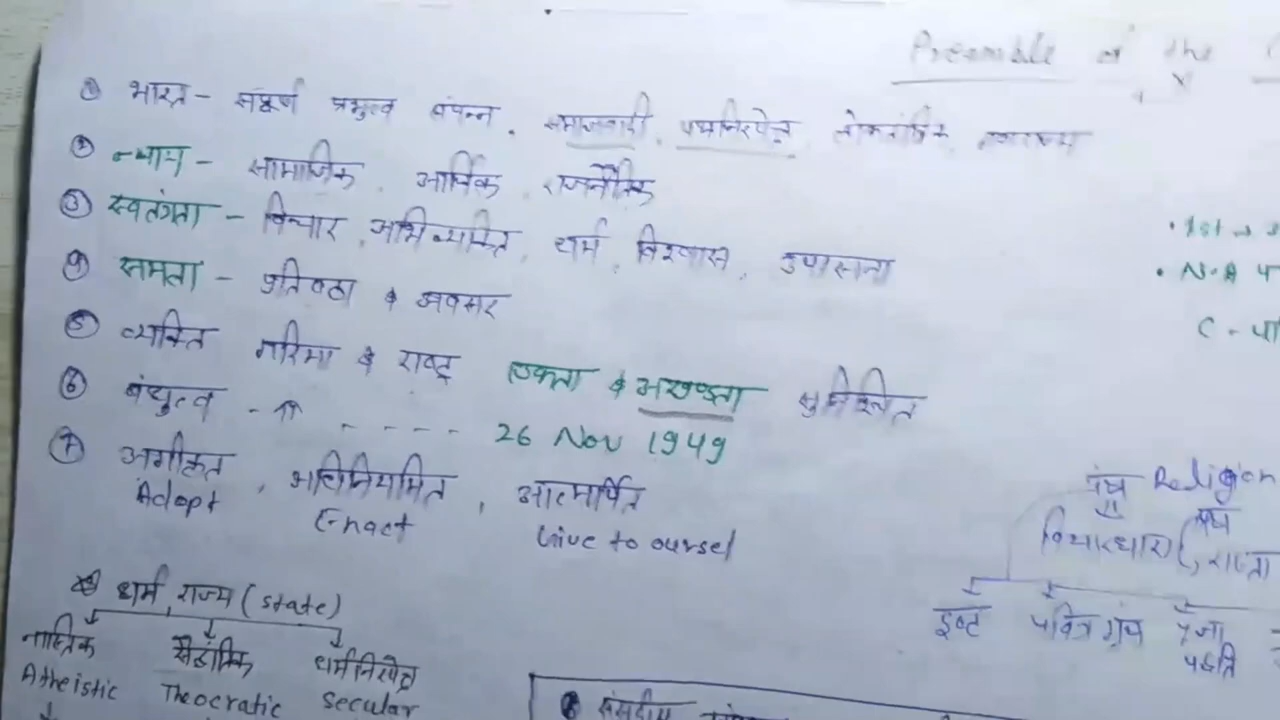 Preamble of the
① भारत - संपूर्ण प्रभुत्व संपन्न, समाजवादी, पंथनिरपेक्ष, लोकतांत्रिक, गणराज्य
② न्याय - सामाजिक, आर्थिक, राजनैतिक
③ स्वतंत्रता - विचार, अभिव्यक्ति, धर्म, विश्वास, उपासना
④ समता - प्रतिष्ठा व अवसर
⑤ व्यक्ति गरिमा व राष्ट्र एकता व अखण्डता सुनिश्चित
⑥ बंधुत्व - ---- 26 Nov 1949
⑦ अंगीकृत, अधिनियमित, आत्मार्पित
Adopt Enact Give to oursel
धर्म, राज्य (State)
नास्तिक सैद्धांतिक धर्मनिरपेक्ष
Atheistic Theocratic Secular
• 1st
• N.A
पंथ Religion
विचारधारा
इष्ट पवित्र ग्रंथ पूजा
पद्धति
संसदीय